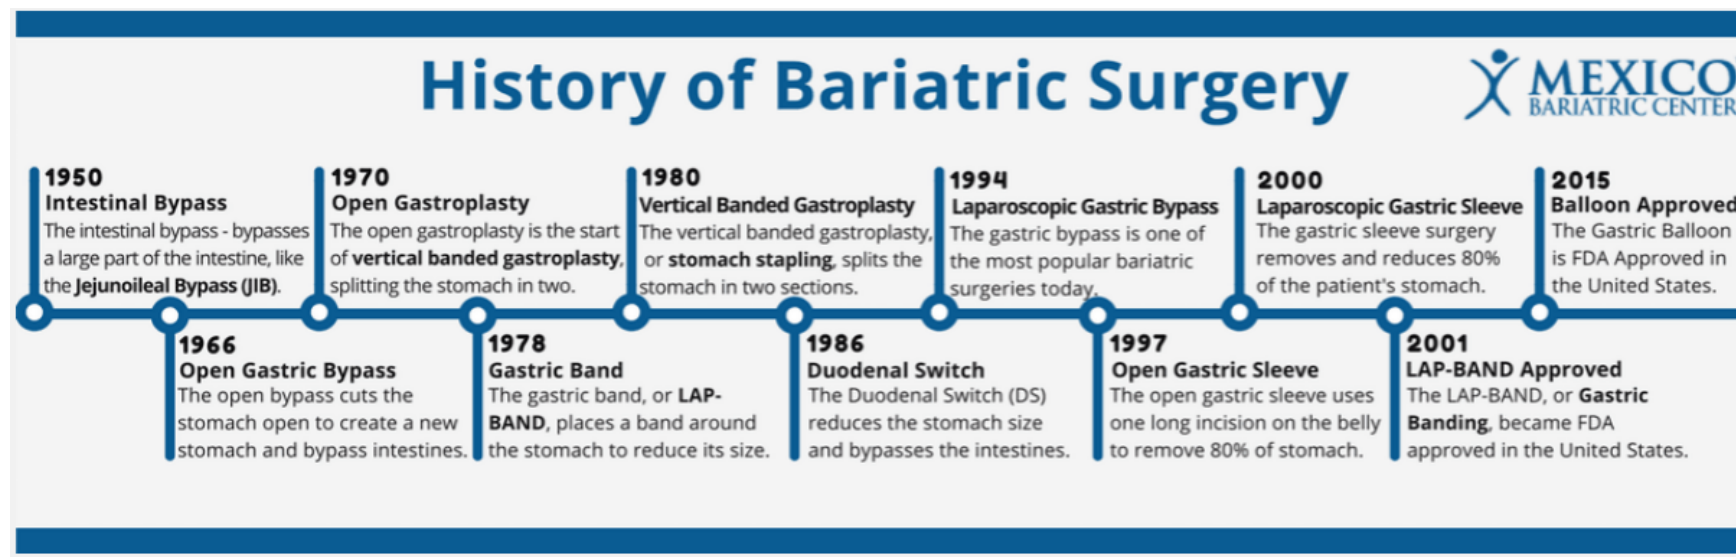 History of Bariatric Surgery
MEXICO
BARIATRIC CENTER
1950
Intestinal Bypass
The intestinal bypass - bypasses
a large part of the intestine, like
the Jejunoileal Bypass (JIB).
1966
Open Gastric Bypass
The open bypass cuts the
stomach open to create a new
stomach and bypass intestines.
1970
Open Gastroplasty
The open gastroplasty is the start
of vertical banded gastroplasty,
splitting the stomach in two.
1978
Gastric Band
The gastric band, or LAP-
BAND, places a band around
the stomach to reduce its size.
1980
Vertical Banded Gastroplasty
The vertical banded gastroplasty,
or stomach stapling, splits the
stomach in two sections.
1986
Duodenal Switch
The Duodenal Switch (DS)
reduces the stomach size
and bypasses the intestines.
1994
Laparoscopic Gastric Bypass
The gastric bypass is one of
the most popular bariatric
surgeries today.
1997
Open Gastric Sleeve
The open gastric sleeve uses
one long incision on the belly
to remove 80% of stomach.
2000
Laparoscopic Gastric Sleeve
The gastric sleeve surgery
removes and reduces 80%
of the patient's stomach.
2001
LAP-BAND Approved
The LAP-BAND, or Gastric
Banding, became FDA
approved in the United States.
2015
Balloon Approved
The Gastric Balloon
is FDA Approved in
the United States.